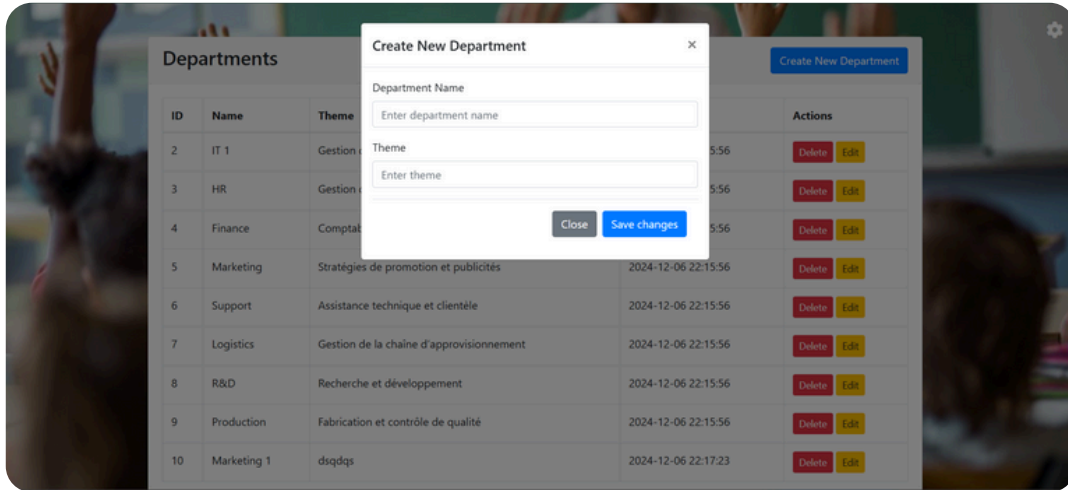 Create New Department ×
Departments
Create New Department
Department Name
Enter department name
Theme
Enter theme
Close Save changes
ID Name Theme Actions
2 IT 1 Gestion 5:56 Delete Edit
3 HR Gestion 5:56 Delete Edit
4 Finance 5:56 Delete Edit
5 Marketing Stratégies de promotion et publicités 2024-12-06 22:15:56 Delete Edit
6 Support Assistance technique et clientèle 2024-12-06 22:15:56 Delete Edit
7 Logistics Gestion de la chaîne d'approvisionnement 2024-12-06 22:15:56 Delete Edit
8 R&D Recherche et développement 2024-12-06 22:15:56 Delete Edit
9 Production Fabrication et contrôle de qualité 2024-12-06 22:15:56 Delete Edit
10 Marketing 1 dsqdqs 2024-12-06 22:17:23 Delete Edit